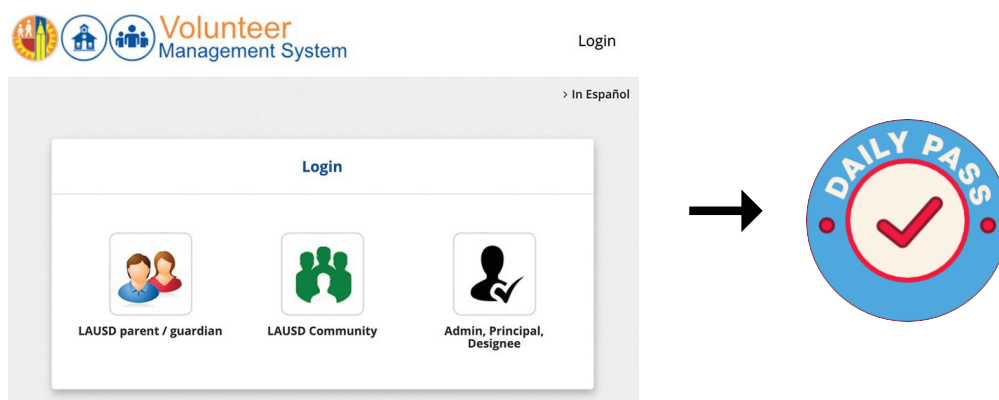 Volunteer
Management System
Login
> In Español
Login
LAUSD parent / guardian
LAUSD Community
Admin, Principal,
Designee
DAILY PASS